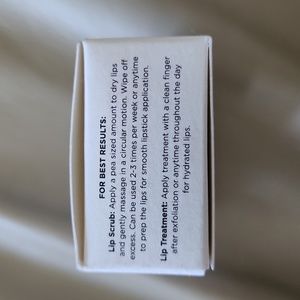 FOR BEST RESULTS:
Lip Scrub: Apply a pea sized amount to dry lips
and gently massage in a circular motion. Wipe off
excess. Can be used 2-3 times per week or anytime
to prep the lips for smooth lipstick application.
Lip Treatment: Apply treatment with a clean finger
after exfoliation or anytime throughout the day
for hydrated lips.